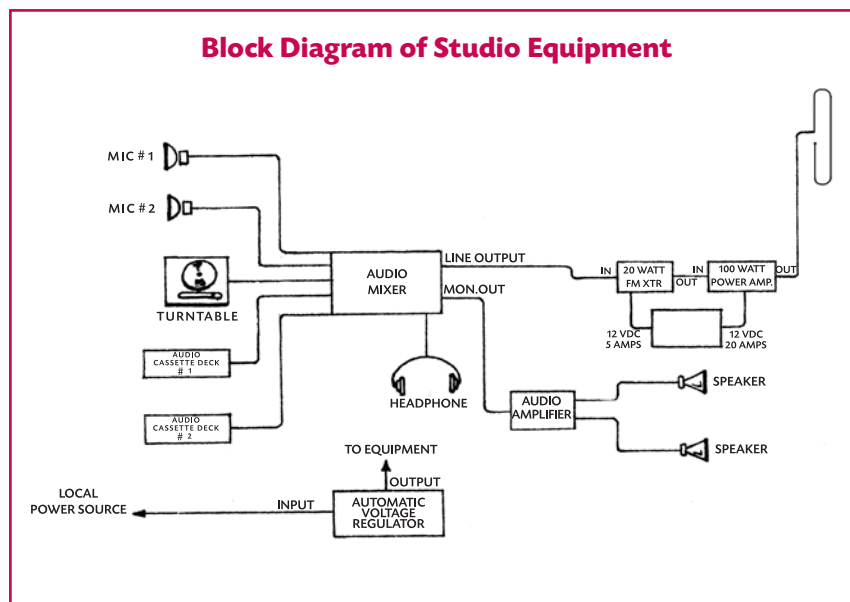 Block Diagram of Studio Equipment
MIC # 1
MIC # 2
TURNTABLE
AUDIO
CASSETTE DECK
# 1
AUDIO
CASSETTE DECK
# 2
AUDIO
MIXER
LINE OUTPUT
MON.OUT
HEADPHONE
IN
20 WATT
FM XTR
OUT
IN
100 WATT
POWER AMP.
OUT
12 VDC
5 AMPS
12 VDC
20 AMPS
AUDIO
AMPLIFIER
SPEAKER
SPEAKER
TO EQUIPMENT
OUTPUT
LOCAL
POWER SOURCE
INPUT
AUTOMATIC
VOLTAGE
REGULATOR